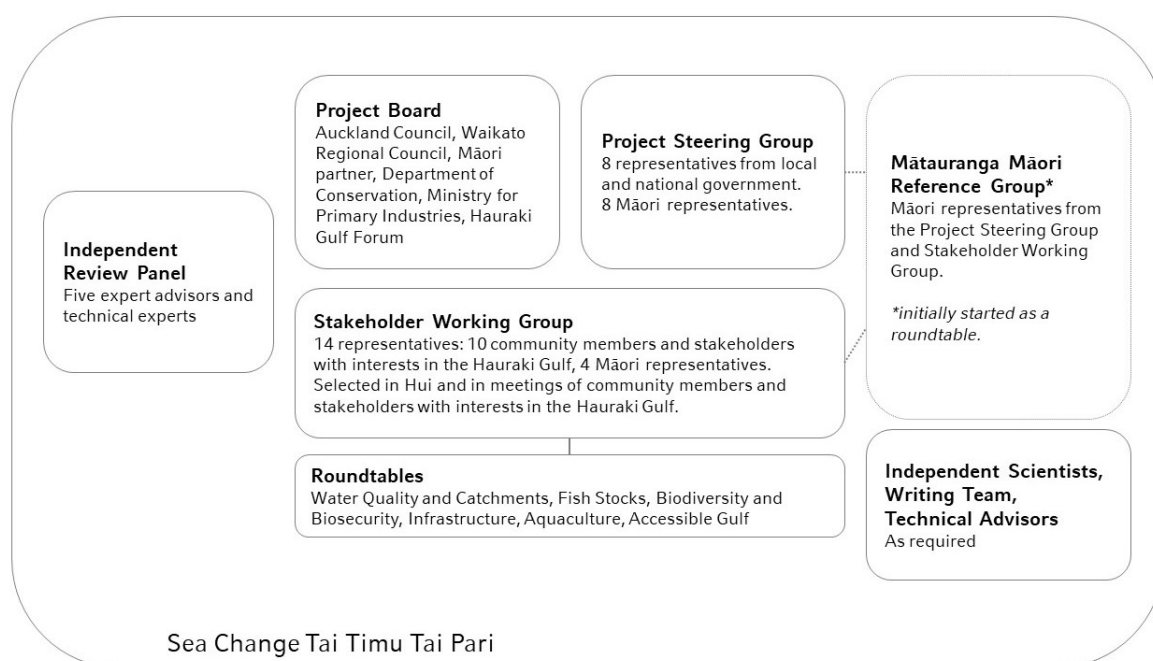 Independent
Review Panel
Five expert advisors and
technical experts
Project Board
Auckland Council, Waikato
Regional Council, Māori
partner, Department of
Conservation, Ministry for
Primary Industries, Hauraki
Gulf Forum
Project Steering Group
8 representatives from local
and national government.
8 Māori representatives.
Mātauranga Māori
Reference Group*
Māori representatives from
the Project Steering Group
and Stakeholder Working
Group.
*initially started as a
roundtable.
Stakeholder Working Group
14 representatives: 10 community members and stakeholders
with interests in the Hauraki Gulf, 4 Māori representatives.
Selected in Hui and in meetings of community members and
stakeholders with interests in the Hauraki Gulf.
Roundtables
Water Quality and Catchments, Fish Stocks, Biodiversity and
Biosecurity, Infrastructure, Aquaculture, Accessible Gulf
Independent Scientists,
Writing Team,
Technical Advisors
As required
Sea Change Tai Timu Tai Pari